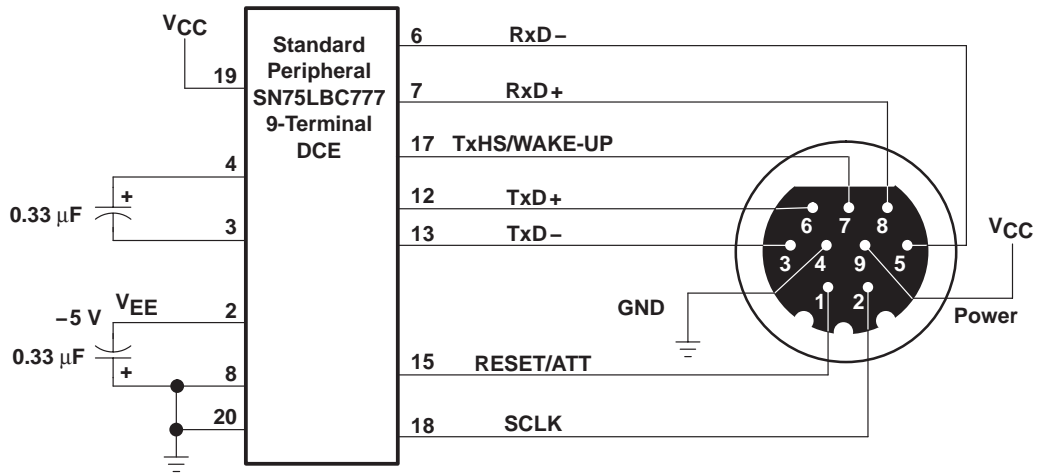 VCC
19
Standard
Peripheral
SN75LBC777
9-Terminal
DCE
6 RxD–
7 RxD+
17 TxHS/WAKE-UP
12 TxD+
13 TxD–
4
+
0.33 μF
3
–5 V VEE 2
0.33 μF
+
8
20
15 RESET/ATT
18 SCLK
6 7 8
3 4 9 5
1 2
GND
VCC
Power